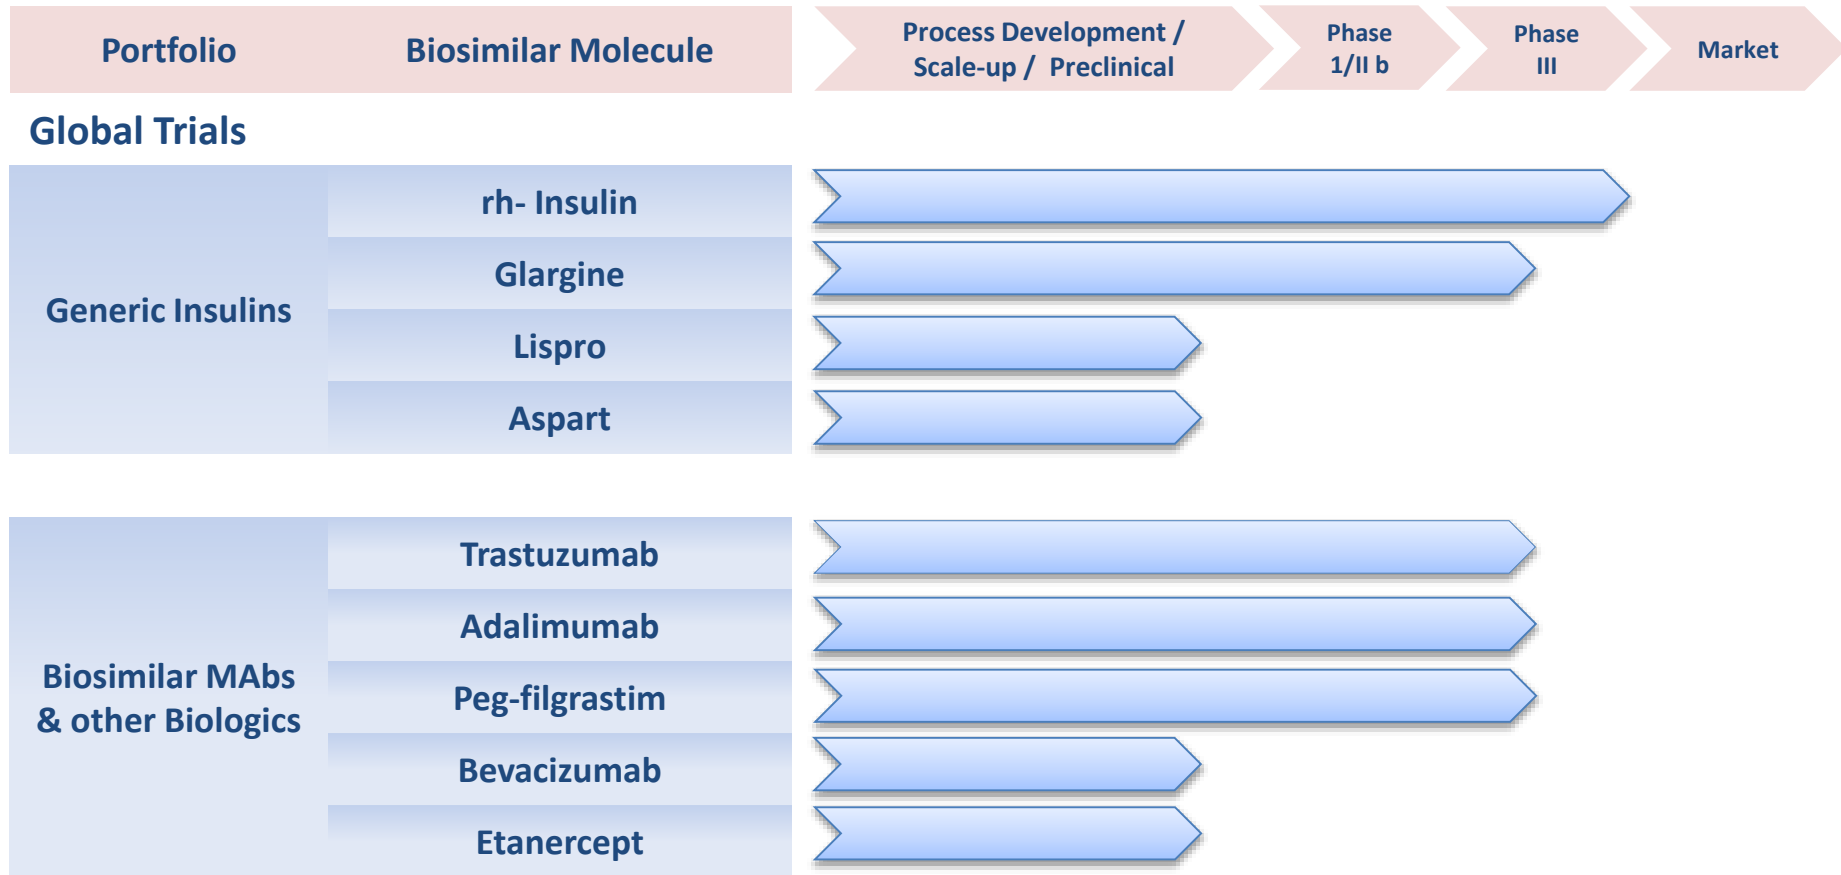 Portfolio
Biosimilar Molecule
Process Development /
Scale-up / Preclinical
Phase
1/II b
Phase
III
Market
Global Trials
Generic Insulins
rh- Insulin
Glargine
Lispro
Aspart
Biosimilar MAbs
& other Biologics
Trastuzumab
Adalimumab
Peg-filgrastim
Bevacizumab
Etanercept